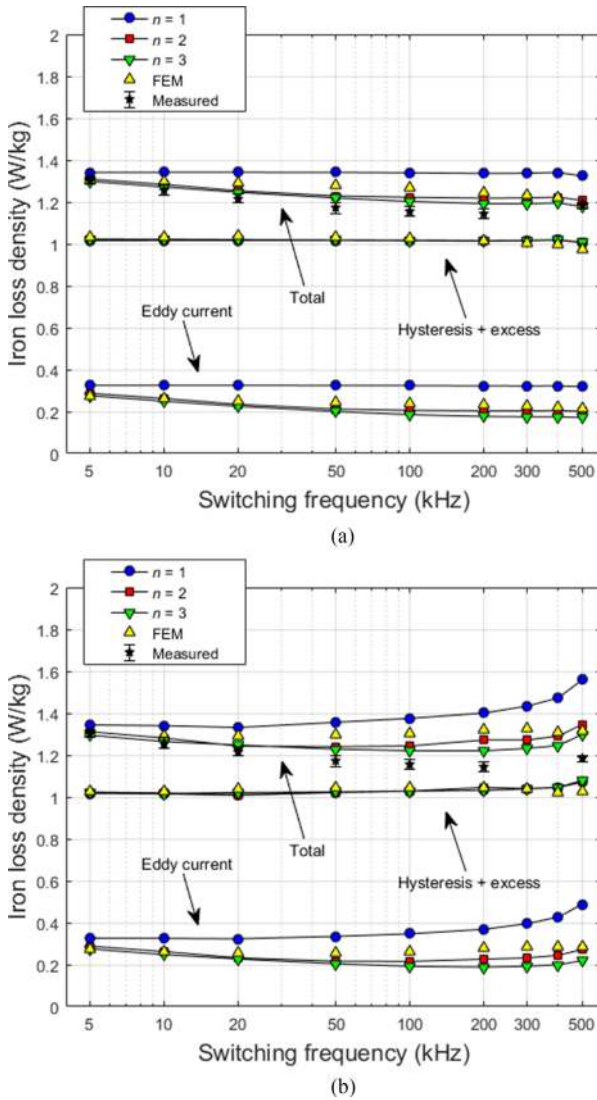 n = 1
n = 2
n = 3
FEM
Measured
2
1.8
1.6
1.4
1.2
1
0.8
0.6
0.4
0.2
0
Iron loss density (W/kg)
Total
Eddy current
Hysteresis + excess
5 10 20 50 100 200 300 500
Switching frequency (kHz)
(a)
n = 1
n = 2
n = 3
FEM
Measured
2
1.8
1.6
1.4
1.2
1
0.8
0.6
0.4
0.2
0
Iron loss density (W/kg)
Total
Eddy current
Hysteresis + excess
5 10 20 50 100 200 300 500
Switching frequency (kHz)
(b)